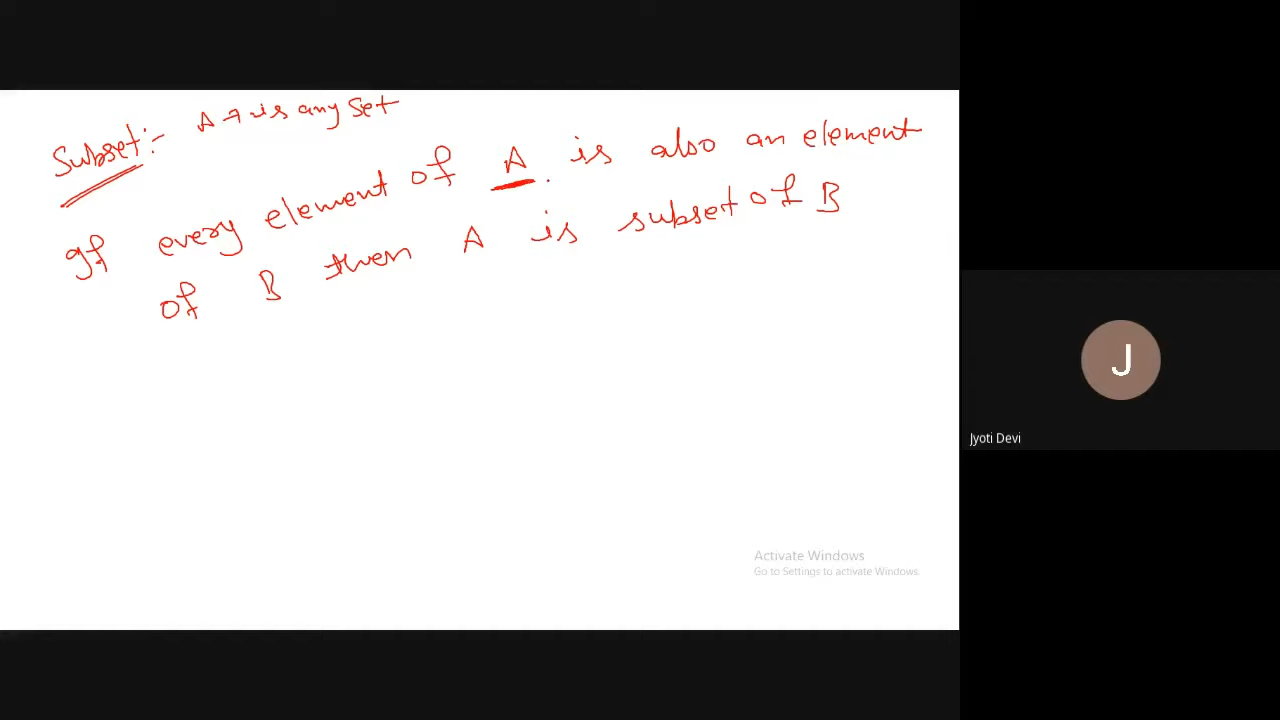 Subset:- A → is any set
If every element of A is also an element
of B then A is subset of B
J
Jyoti Devi
Activate Windows
Go to Settings to activate Windows.